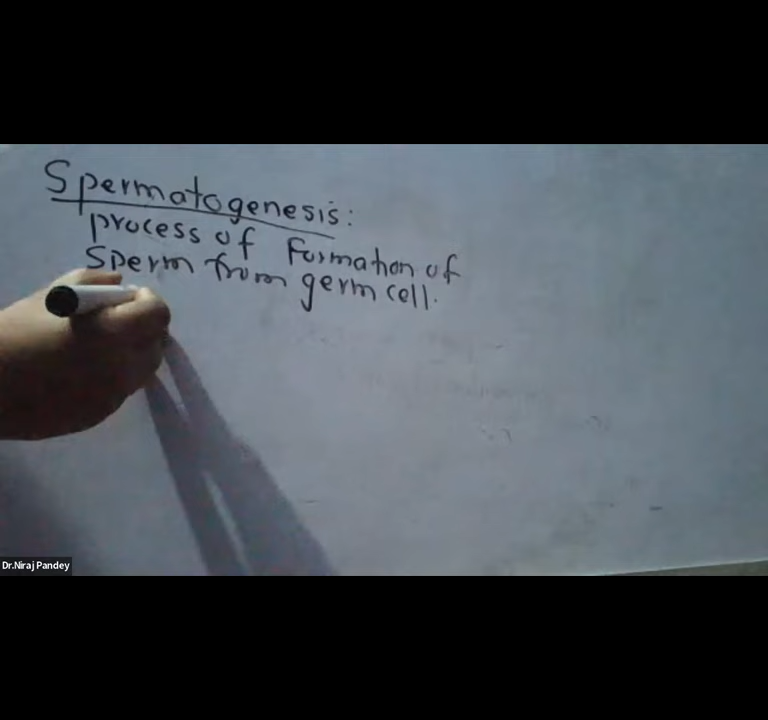 Spermatogenesis:
process of Formation of
Sperm from germ cell.
Dr.Niraj Pandey